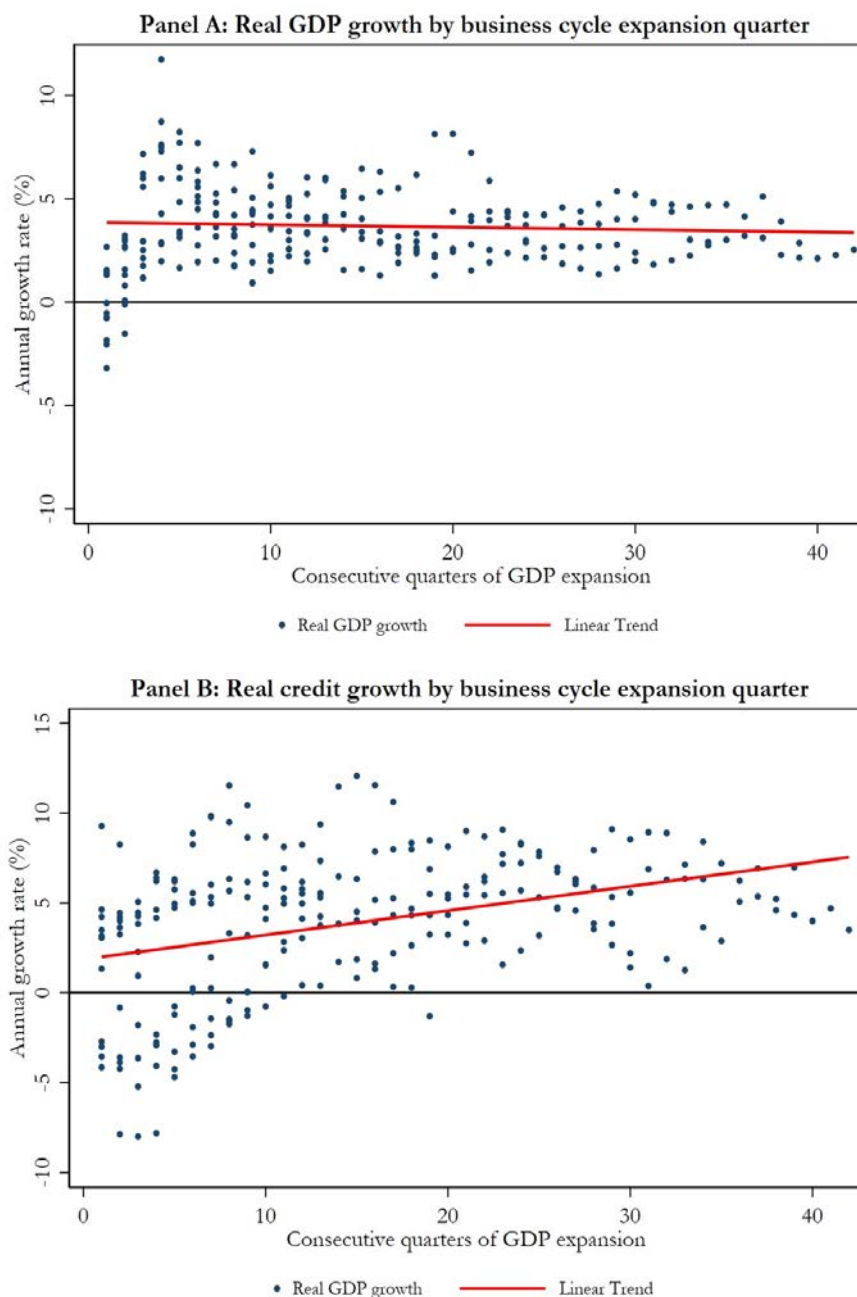 Panel A: Real GDP growth by business cycle expansion quarter
Annual growth rate (%)
10
5
0
-5
-10
0
10
20
30
40
Consecutive quarters of GDP expansion
Real GDP growth
Linear Trend
Panel B: Real credit growth by business cycle expansion quarter
Annual growth rate (%)
15
10
5
0
-5
-10
0
10
20
30
40
Consecutive quarters of GDP expansion
Real GDP growth
Linear Trend